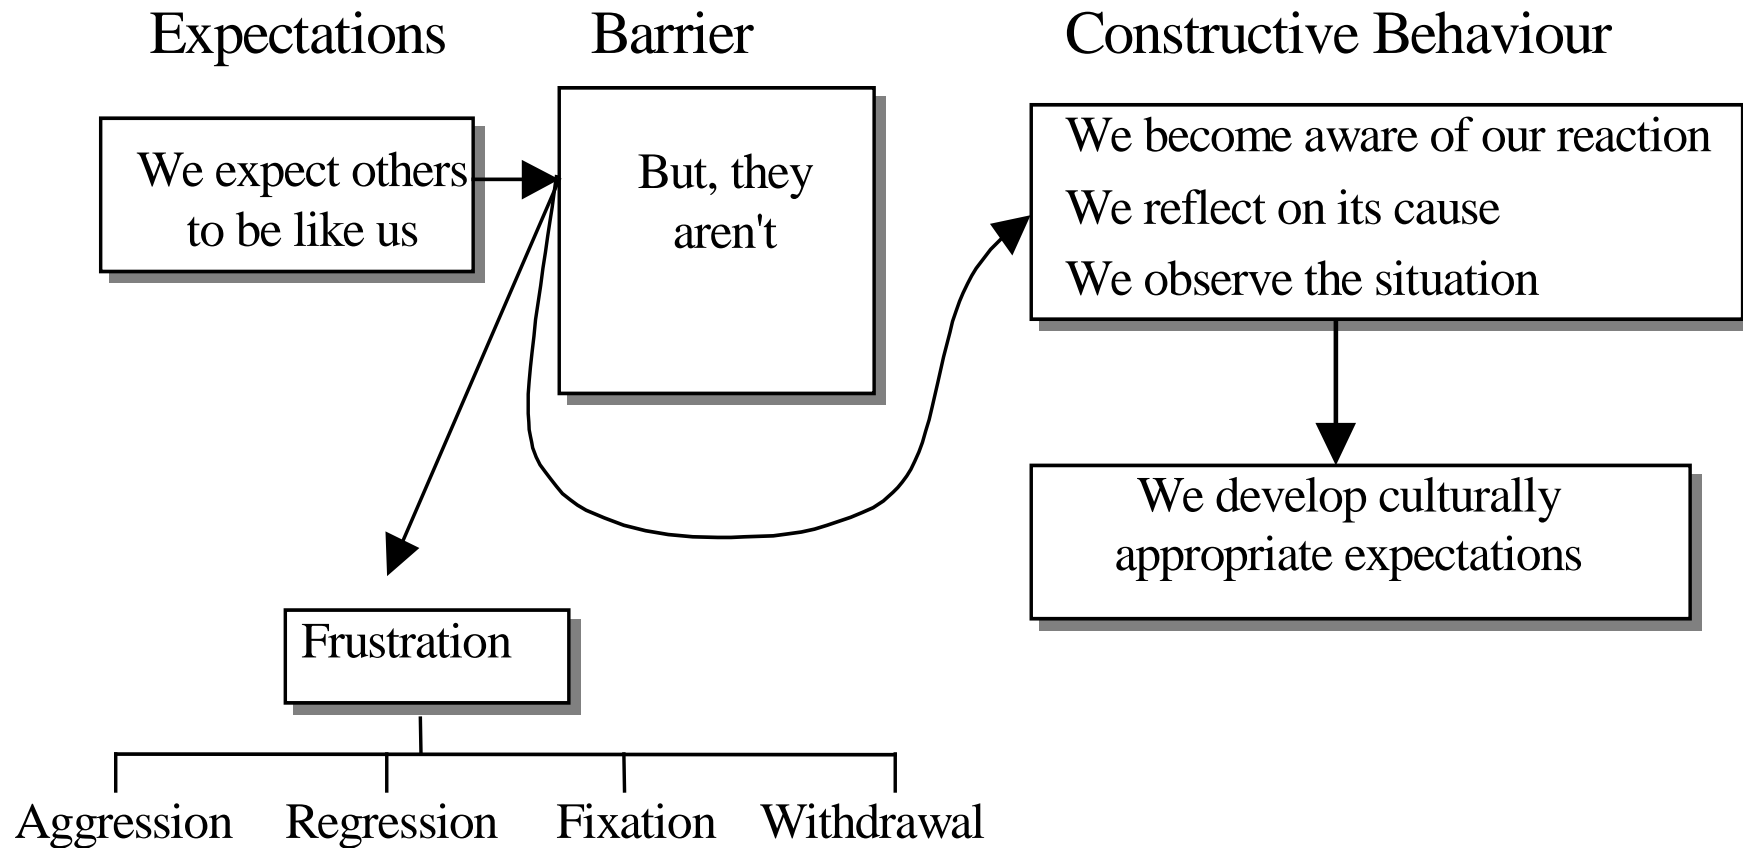 Expectations
Barrier
Constructive Behaviour
We expect others
to be like us
But, they
aren't
We become aware of our reaction
We reflect on its cause
We observe the situation
We develop culturally
appropriate expectations
Frustration
Aggression
Regression
Fixation
Withdrawal